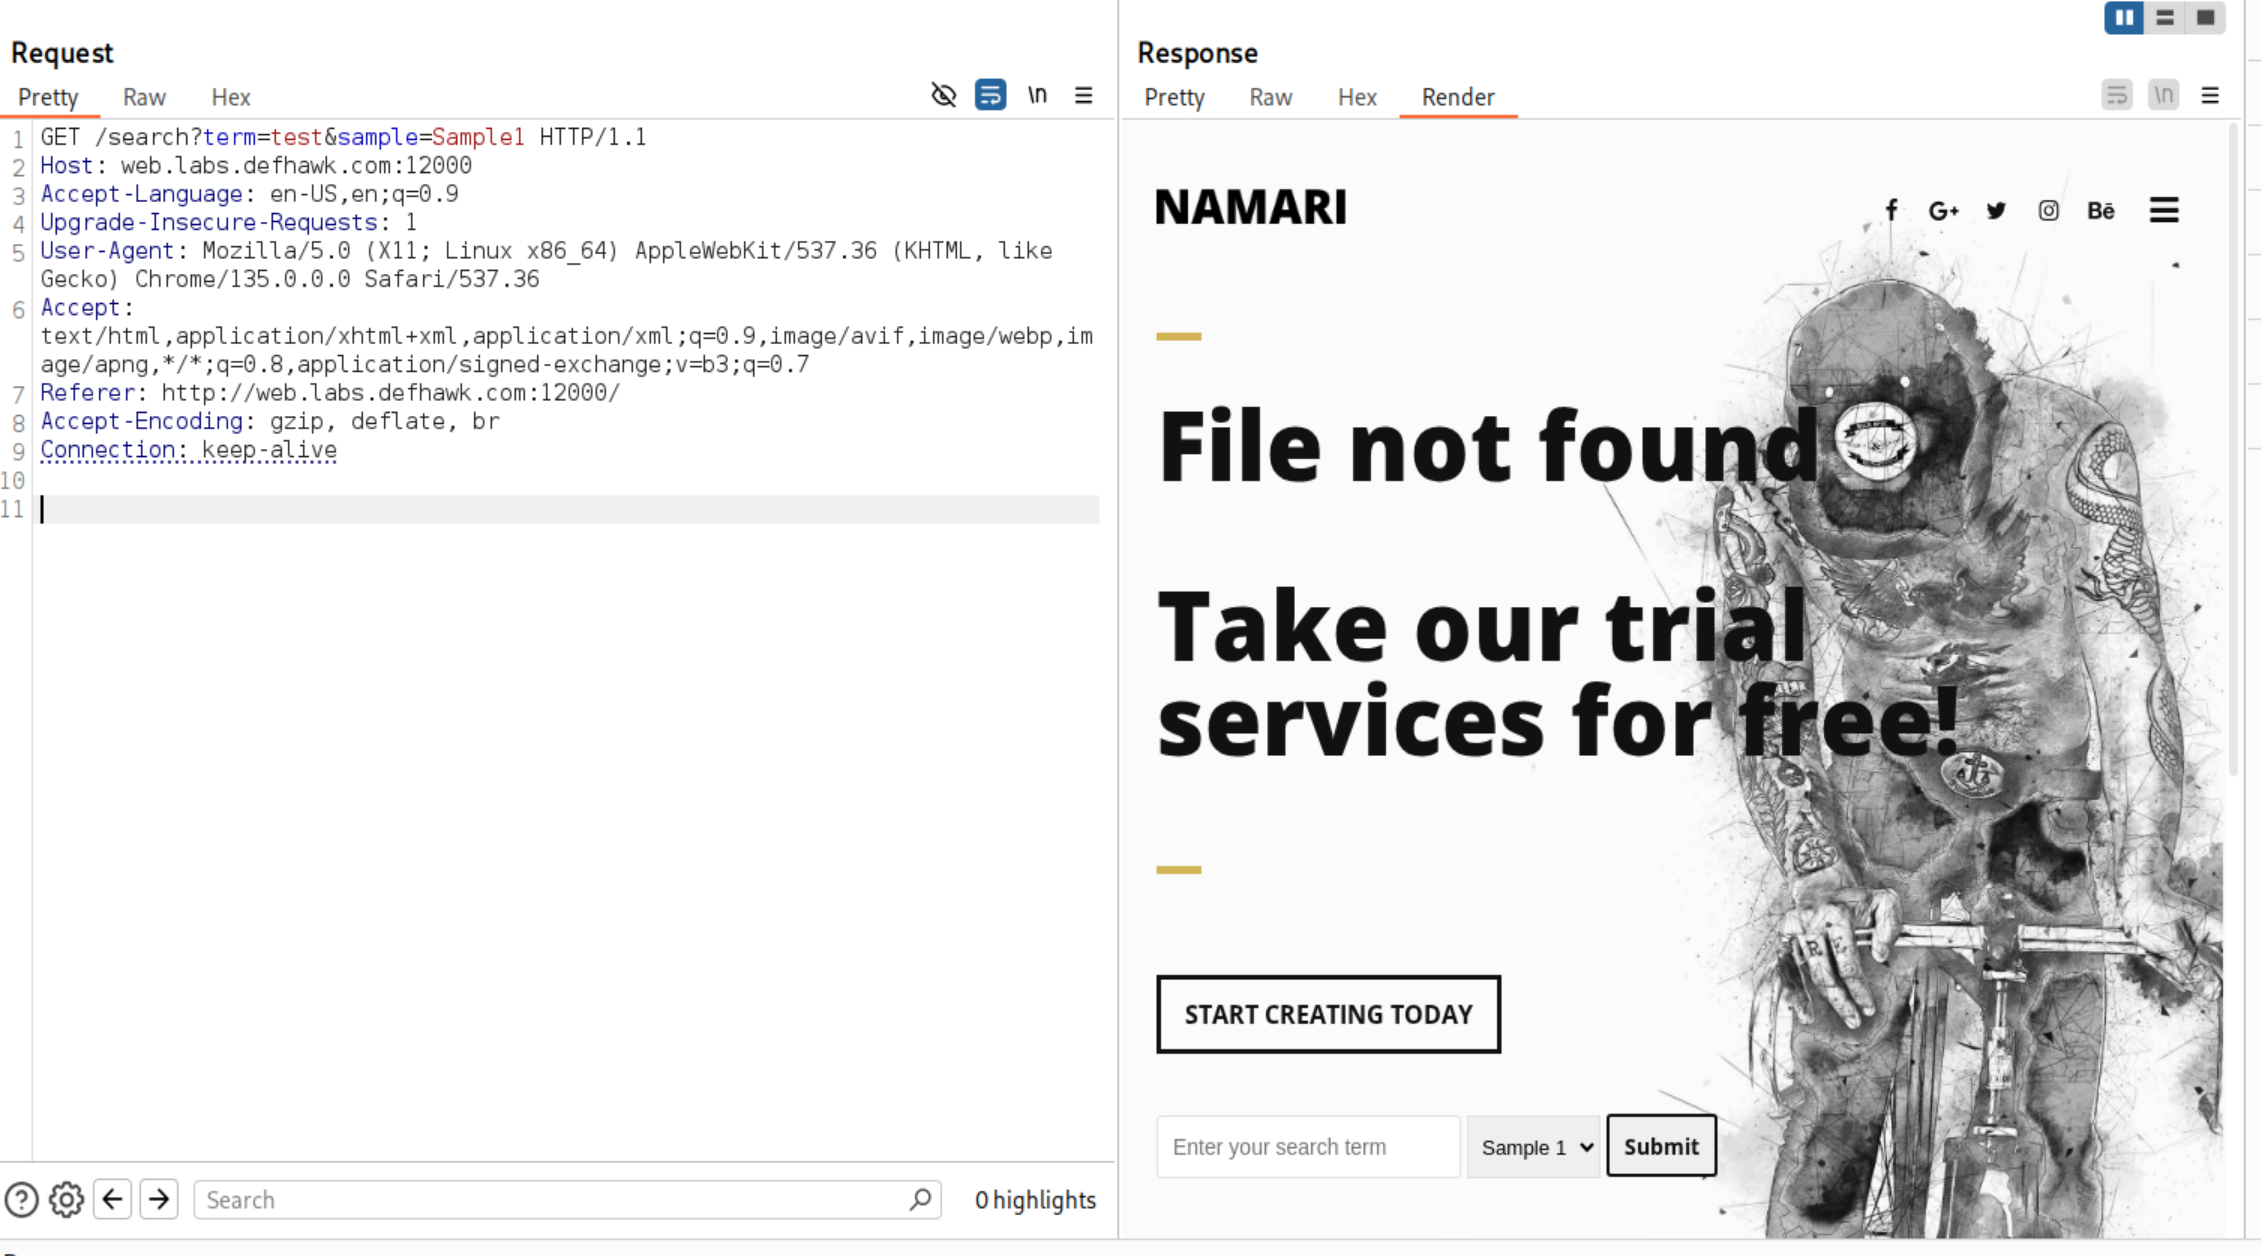 Request
Pretty Raw Hex
\n
1 GET /search?term=test&sample=Sample1 HTTP/1.1
2 Host: web.labs.defhawk.com:12000
3 Accept-Language: en-US,en;q=0.9
4 Upgrade-Insecure-Requests: 1
5 User-Agent: Mozilla/5.0 (X11; Linux x86_64) AppleWebKit/537.36 (KHTML, like
Gecko) Chrome/135.0.0.0 Safari/537.36
6 Accept:
text/html,application/xhtml+xml,application/xml;q=0.9,image/avif,image/webp,im
age/apng,*/*;q=0.8,application/signed-exchange;v=b3;q=0.7
7 Referer: http://web.labs.defhawk.com:12000/
8 Accept-Encoding: gzip, deflate, br
9 Connection: keep-alive
10
11
Search
0 highlights
Response
Pretty Raw Hex Render
\n
NAMARI
f G+ Bē
File not found
Take our trial
services for free!
START CREATING TODAY
Enter your search term Sample 1 Submit